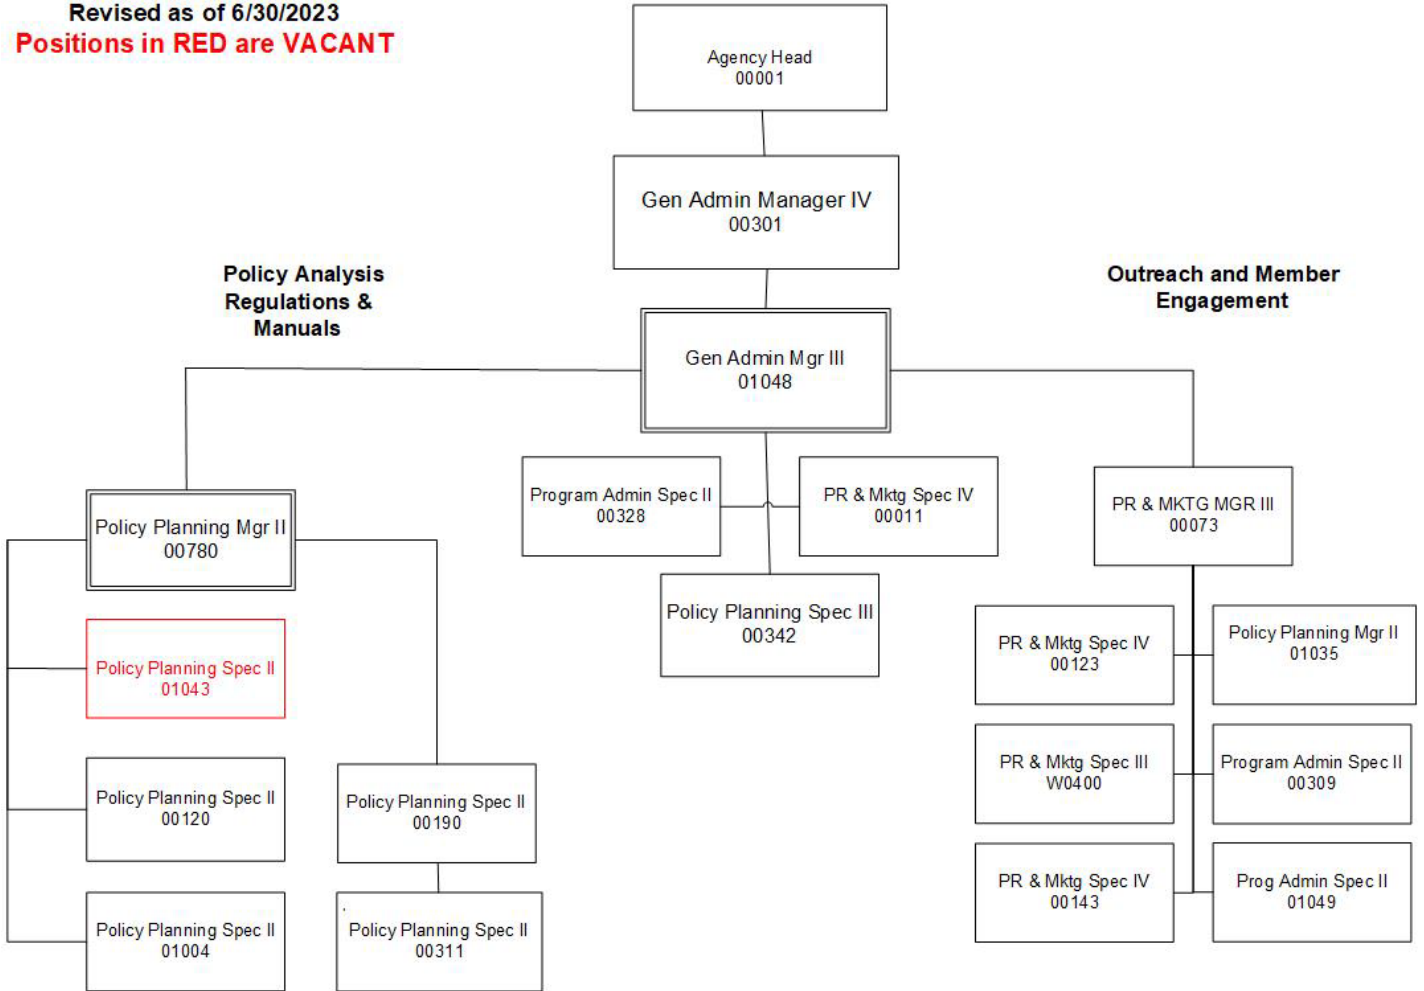 Revised as of 6/30/2023
Positions in RED are VACANT
Agency Head
00001
Gen Admin Manager IV
00301
Policy Analysis
Regulations &
Manuals
Outreach and Member
Engagement
Gen Admin Mgr III
01048
Program Admin Spec II
00328
PR & Mktg Spec IV
00011
Policy Planning Spec III
00342
Policy Planning Mgr II
00780
Policy Planning Spec II
01043
Policy Planning Spec II
00120
Policy Planning Spec II
01004
Policy Planning Spec II
00190
Policy Planning Spec II
00311
PR & MKTG MGR III
00073
PR & Mktg Spec IV
00123
Policy Planning Mgr II
01035
PR & Mktg Spec III
W0400
Program Admin Spec II
00309
PR & Mktg Spec IV
00143
Prog Admin Spec II
01049